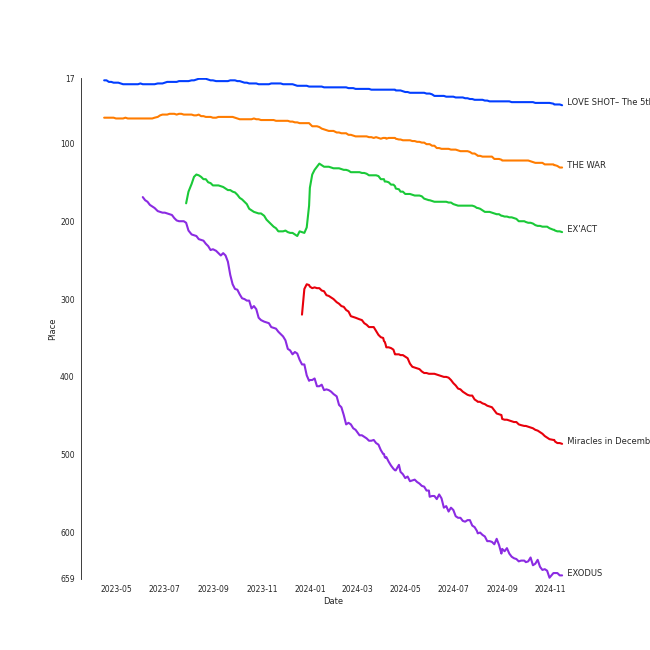 17
100
200
300
400
500
600
659
Place
LOVE SHOT– The 5th
THE WAR
EX'ACT
Miracles in Decemb
EXODUS
2023-05 2023-07 2023-09 2023-11 2024-01 2024-03 2024-05 2024-07 2024-09 2024-11
Date